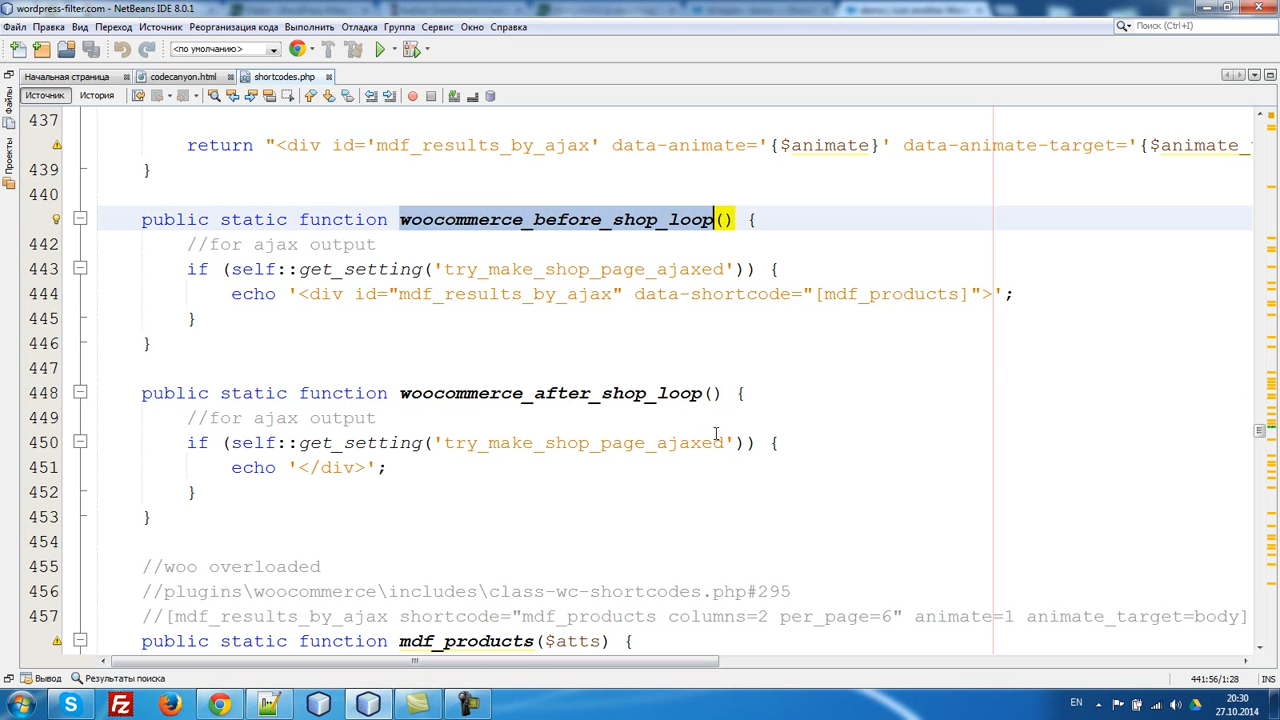 wordpress-filter.com - NetBeans IDE 8.0.1
Файл Правка Вид Переход Источник Реорганизация кода Выполнить Отладка Группа Сервис Окно Справка
Поиск (Ctrl+I)
<по умолчанию>
Начальная страница codecanyon.html shortcodes.php
Источник История
Файлы
Проекты
437
return "<div id='mdf_results_by_ajax' data-animate='{$animate}' data-animate-target='{$animate_
439 }
440
public static function woocommerce_before_shop_loop() {
442 //for ajax output
443 if (self::get_setting('try_make_shop_page_ajaxed')) {
444 echo '<div id="mdf_results_by_ajax" data-shortcode="[mdf_products]">';
445 }
446 }
447
448 public static function woocommerce_after_shop_loop() {
449 //for ajax output
450 if (self::get_setting('try_make_shop_page_ajaxed')) {
451 echo '</div>';
452 }
453 }
454
455 //woo overloaded
456 //plugins\woocommerce\includes\class-wc-shortcodes.php#295
457 //[mdf_results_by_ajax shortcode="mdf_products columns=2 per_page=6" animate=1 animate_target=body]
public static function mdf_products($atts) {
Вывод Результаты поиска
441:56/1:28 INS
EN 20:30
27.10.2014